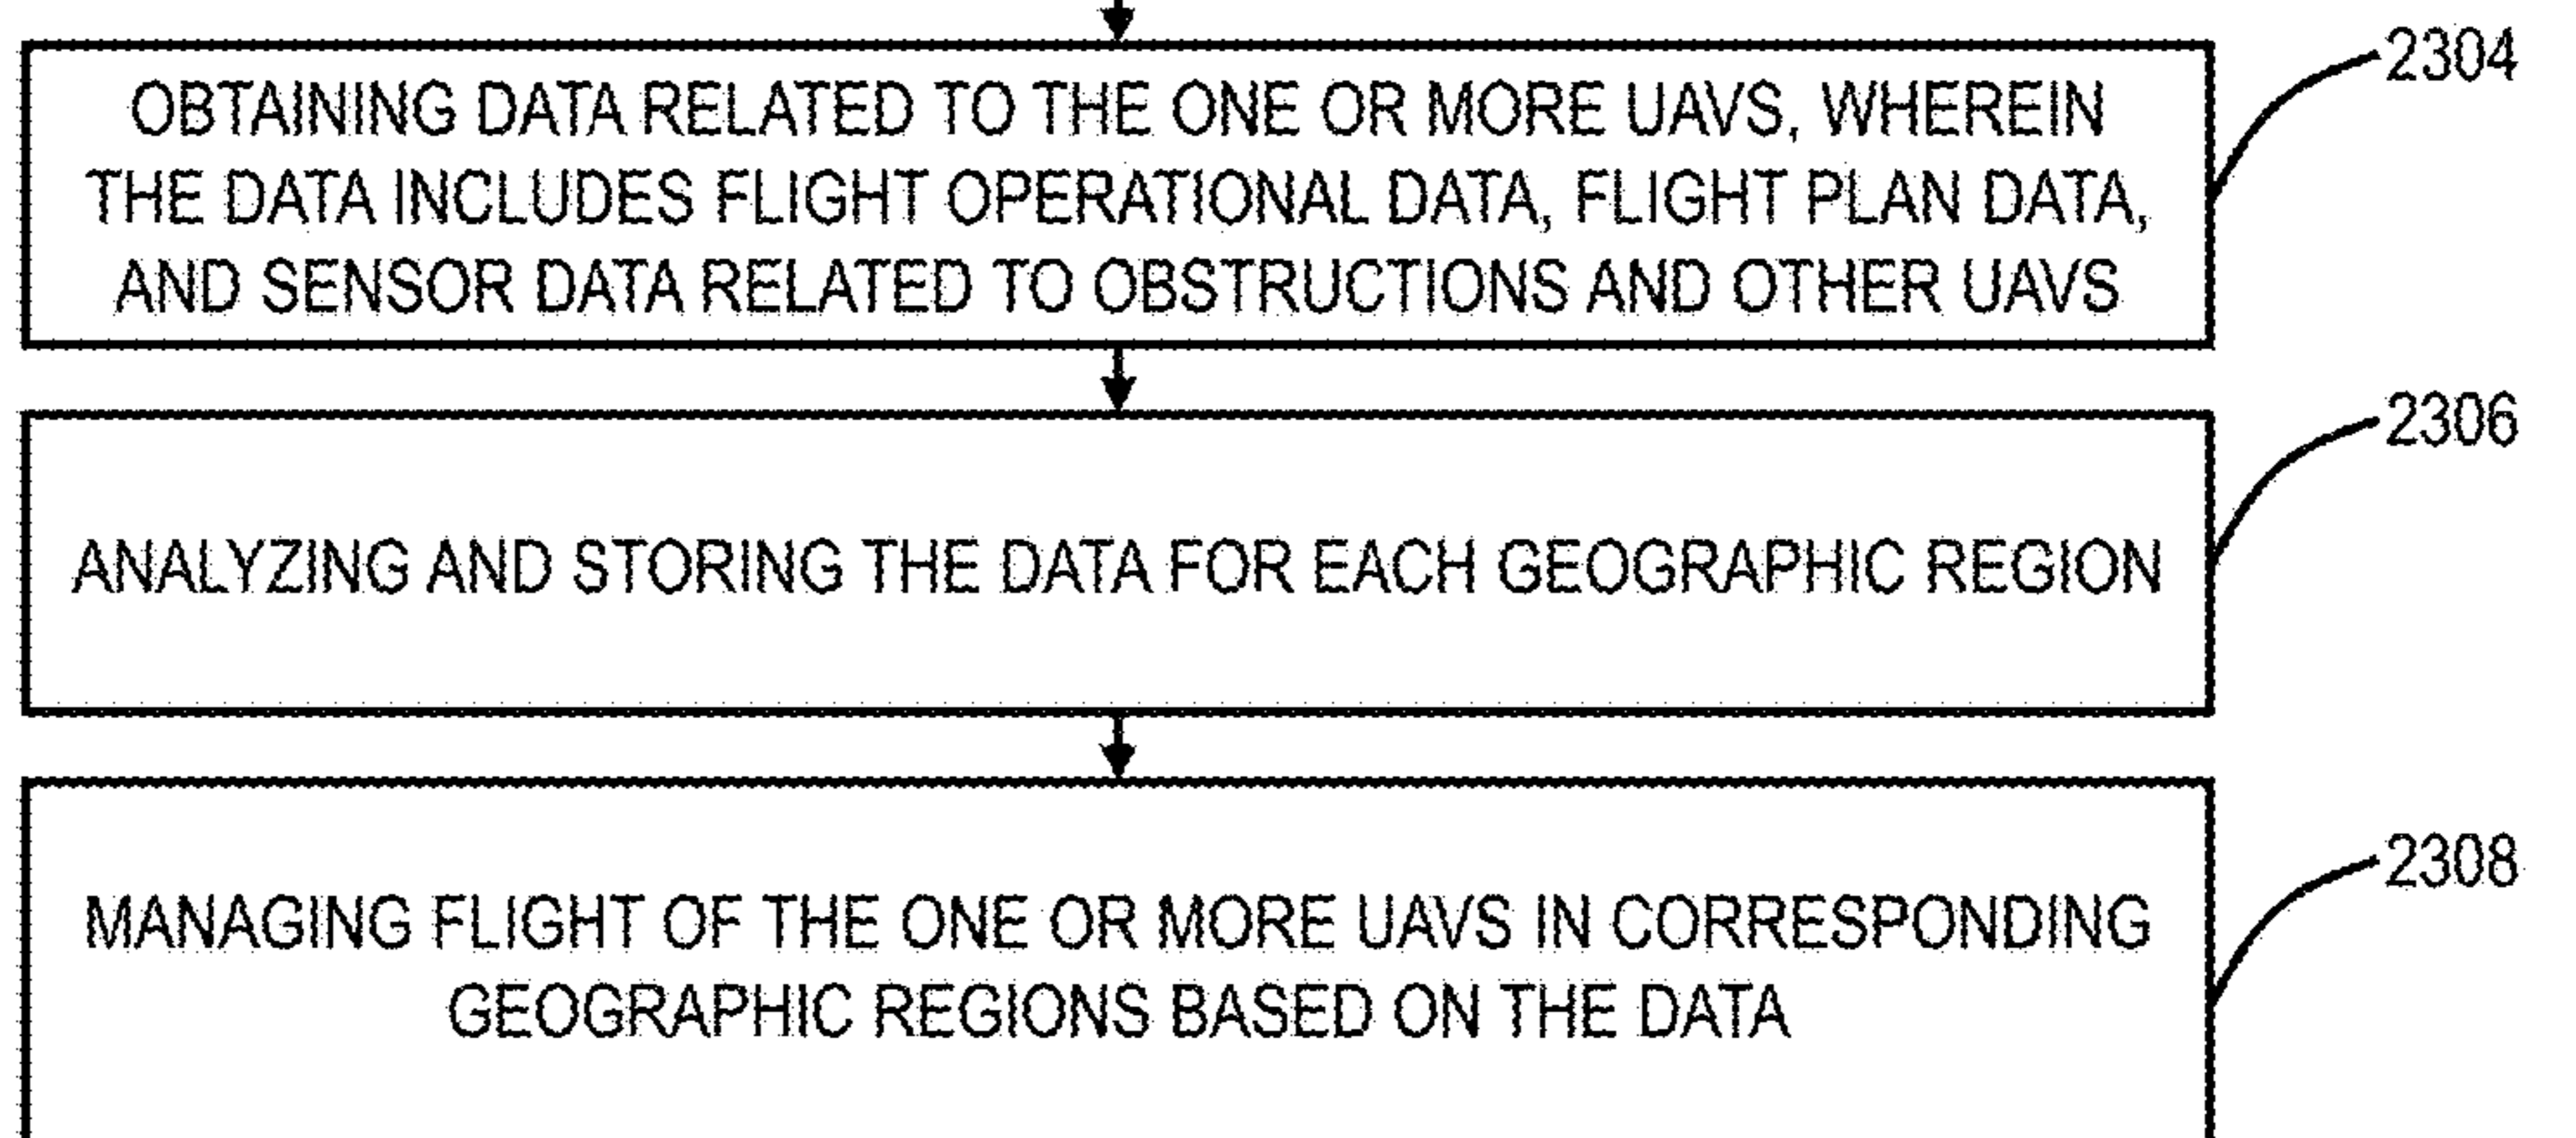 2304
OBTAINING DATA RELATED TO THE ONE OR MORE UAVS, WHEREIN
THE DATA INCLUDES FLIGHT OPERATIONAL DATA, FLIGHT PLAN DATA,
AND SENSOR DATA RELATED TO OBSTRUCTIONS AND OTHER UAVS
2306
ANALYZING AND STORING THE DATA FOR EACH GEOGRAPHIC REGION
2308
MANAGING FLIGHT OF THE ONE OR MORE UAVS IN CORRESPONDING
GEOGRAPHIC REGIONS BASED ON THE DATA